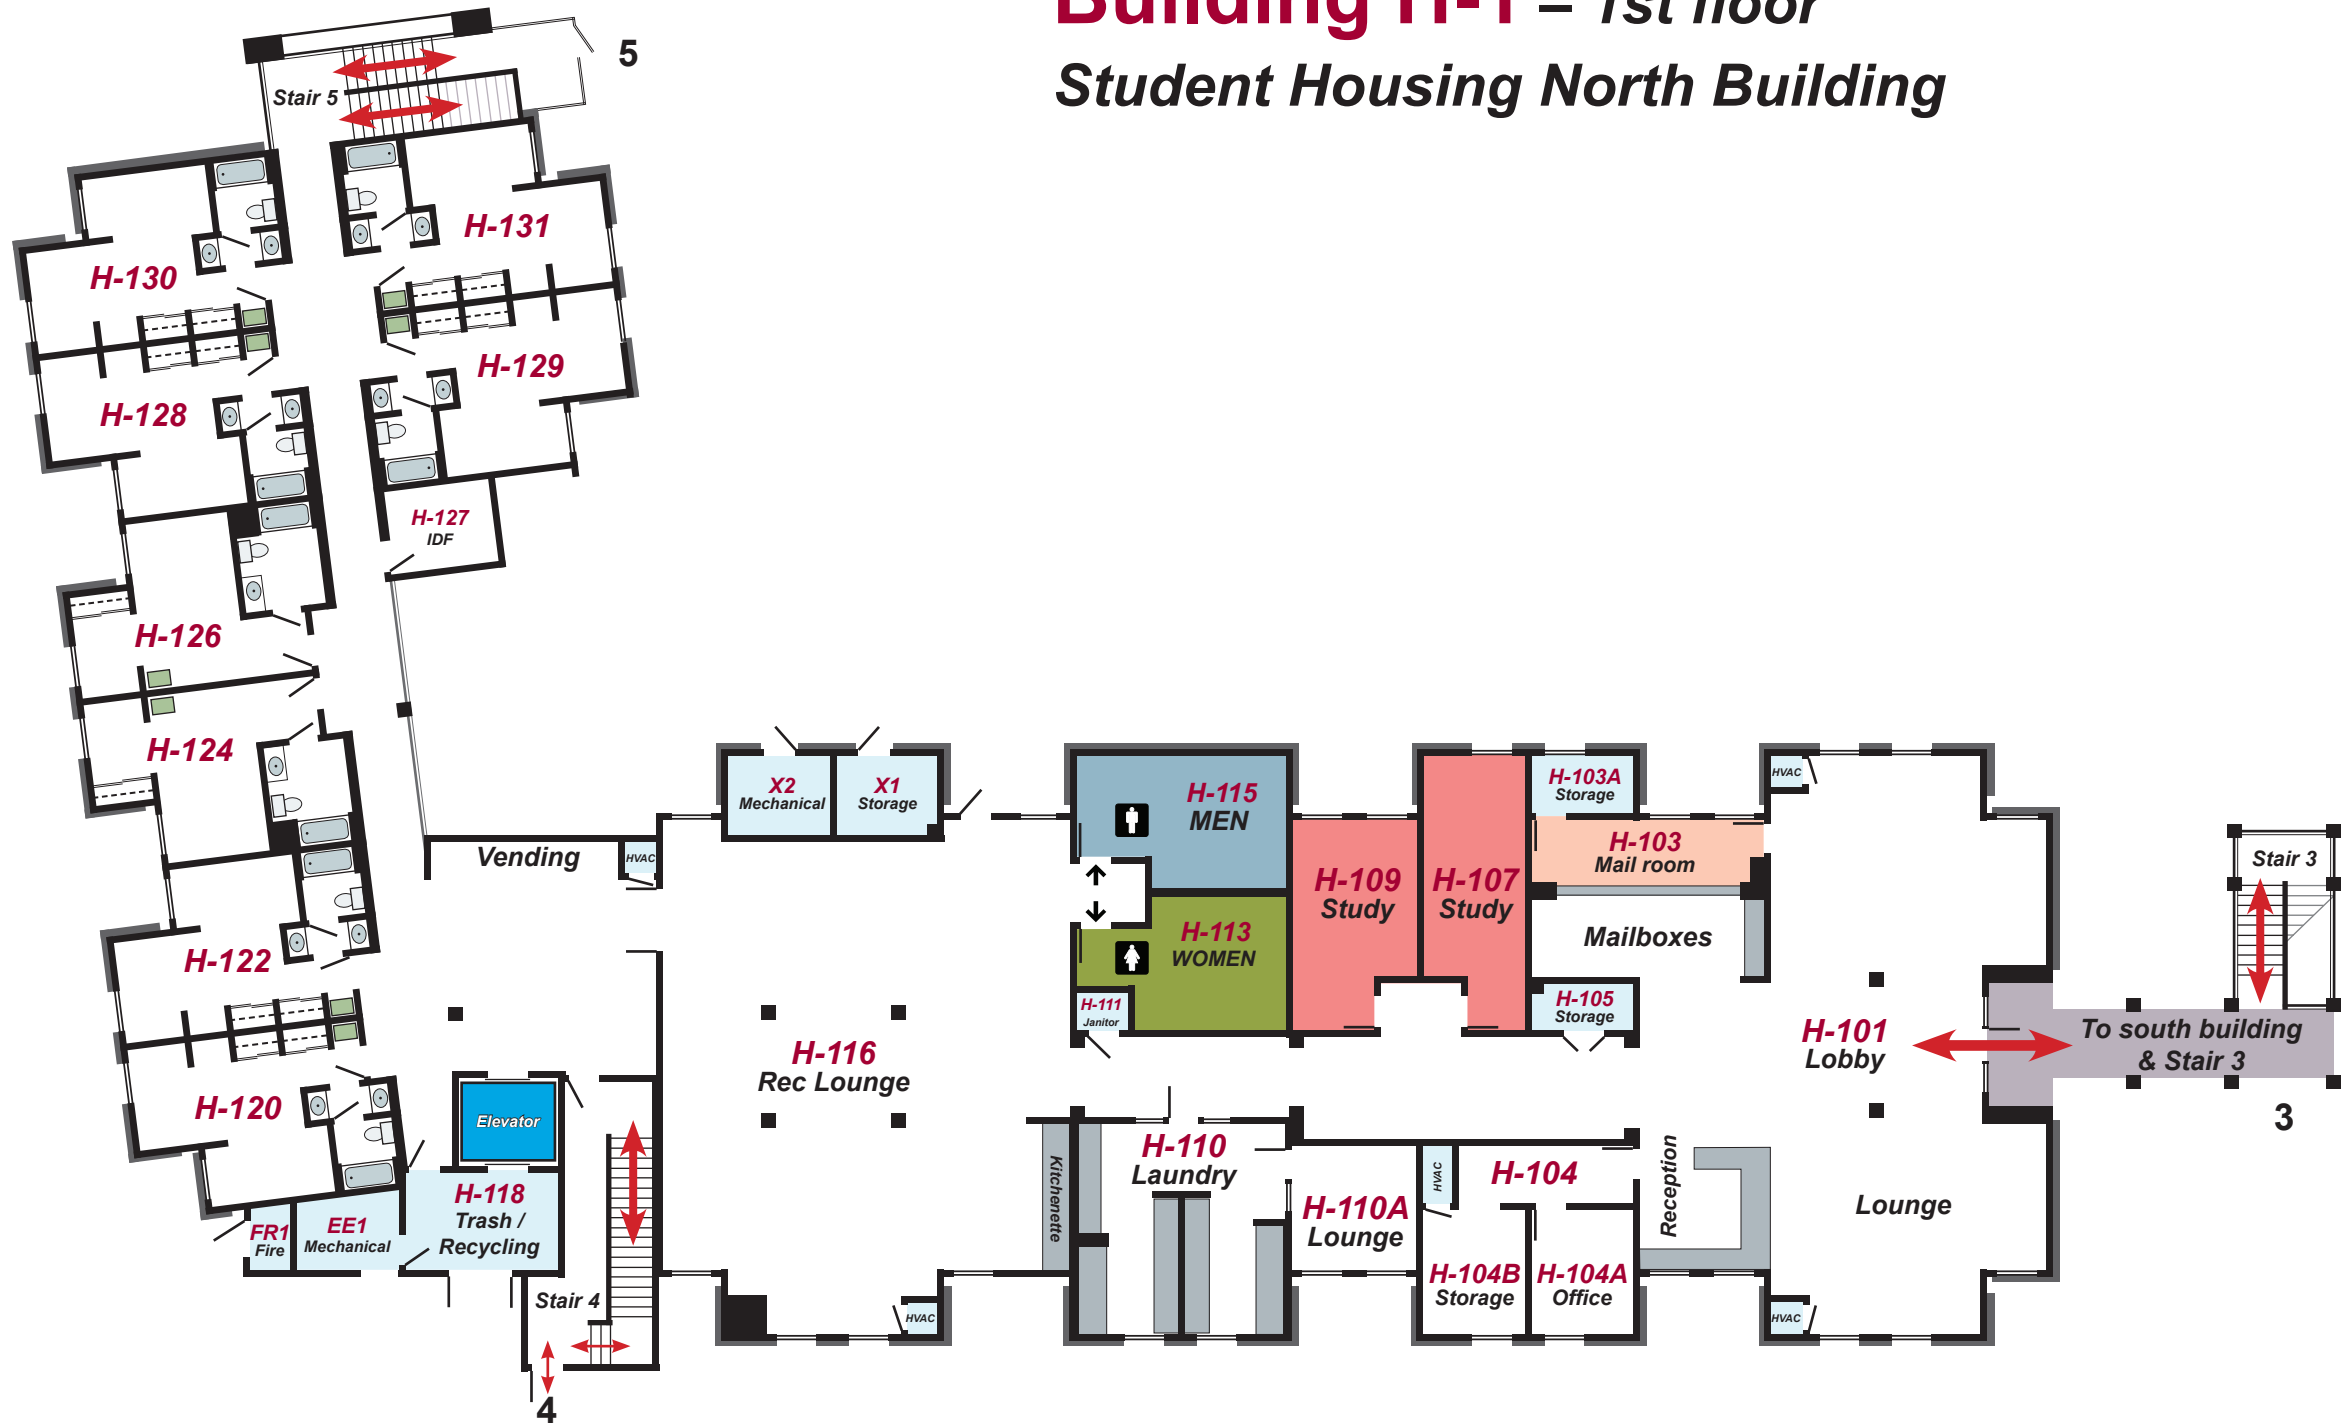 Building H-1 – 1st floor
Student Housing North Building
5
Stair 5
H-131
H-130
H-129
H-128
H-127
IDF
H-126
H-124
H-122
H-120
Vending
HVAC
X2
Mechanical
X1
Storage
H-115
MEN
H-113
WOMEN
H-111
Janitor
H-109
Study
H-107
Study
H-103A
Storage
H-103
Mail room
Mailboxes
H-105
Storage
HVAC
H-101
Lobby
To south building
& Stair 3
Stair 3
3
H-116
Rec Lounge
Elevator
H-118
Trash /
Recycling
FR1
Fire
EE1
Mechanical
Stair 4
4
HVAC
Kitchenette
H-110
Laundry
H-110A
Lounge
HVAC
H-104
H-104B
Storage
H-104A
Office
Reception
Lounge
HVAC